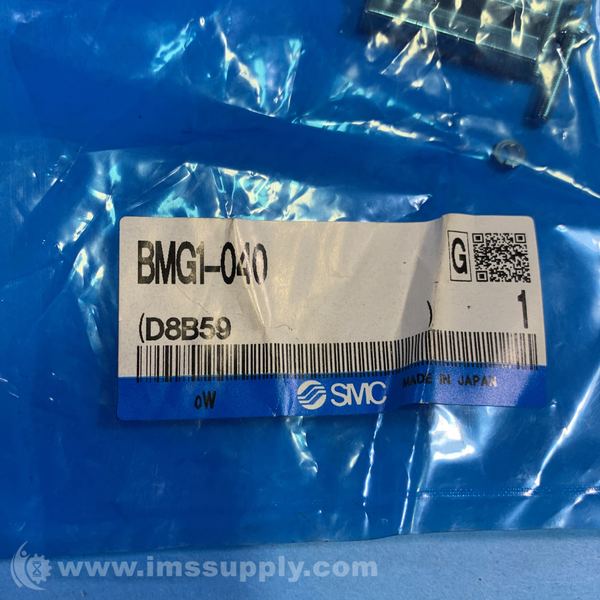 BMG1-040
G
(D8B59 )
1
oW
SMC
MADE IN JAPAN
www.imssupply.com